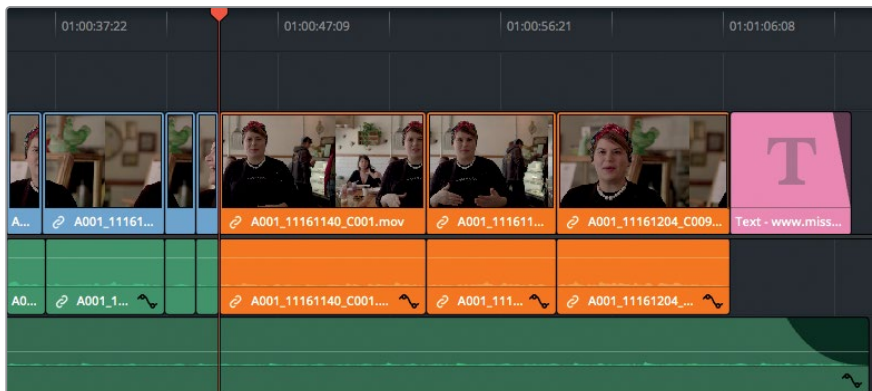 01:00:37:22 01:00:47:09 01:00:56:21 01:01:06:08
A... A001_11161... A001_11161140_C001.mov A001_111611... A001_11161204_C009... Text - www.miss...
T
A0... A001_1... A001_11161140_C001.... A001_111... A001_11161204_...